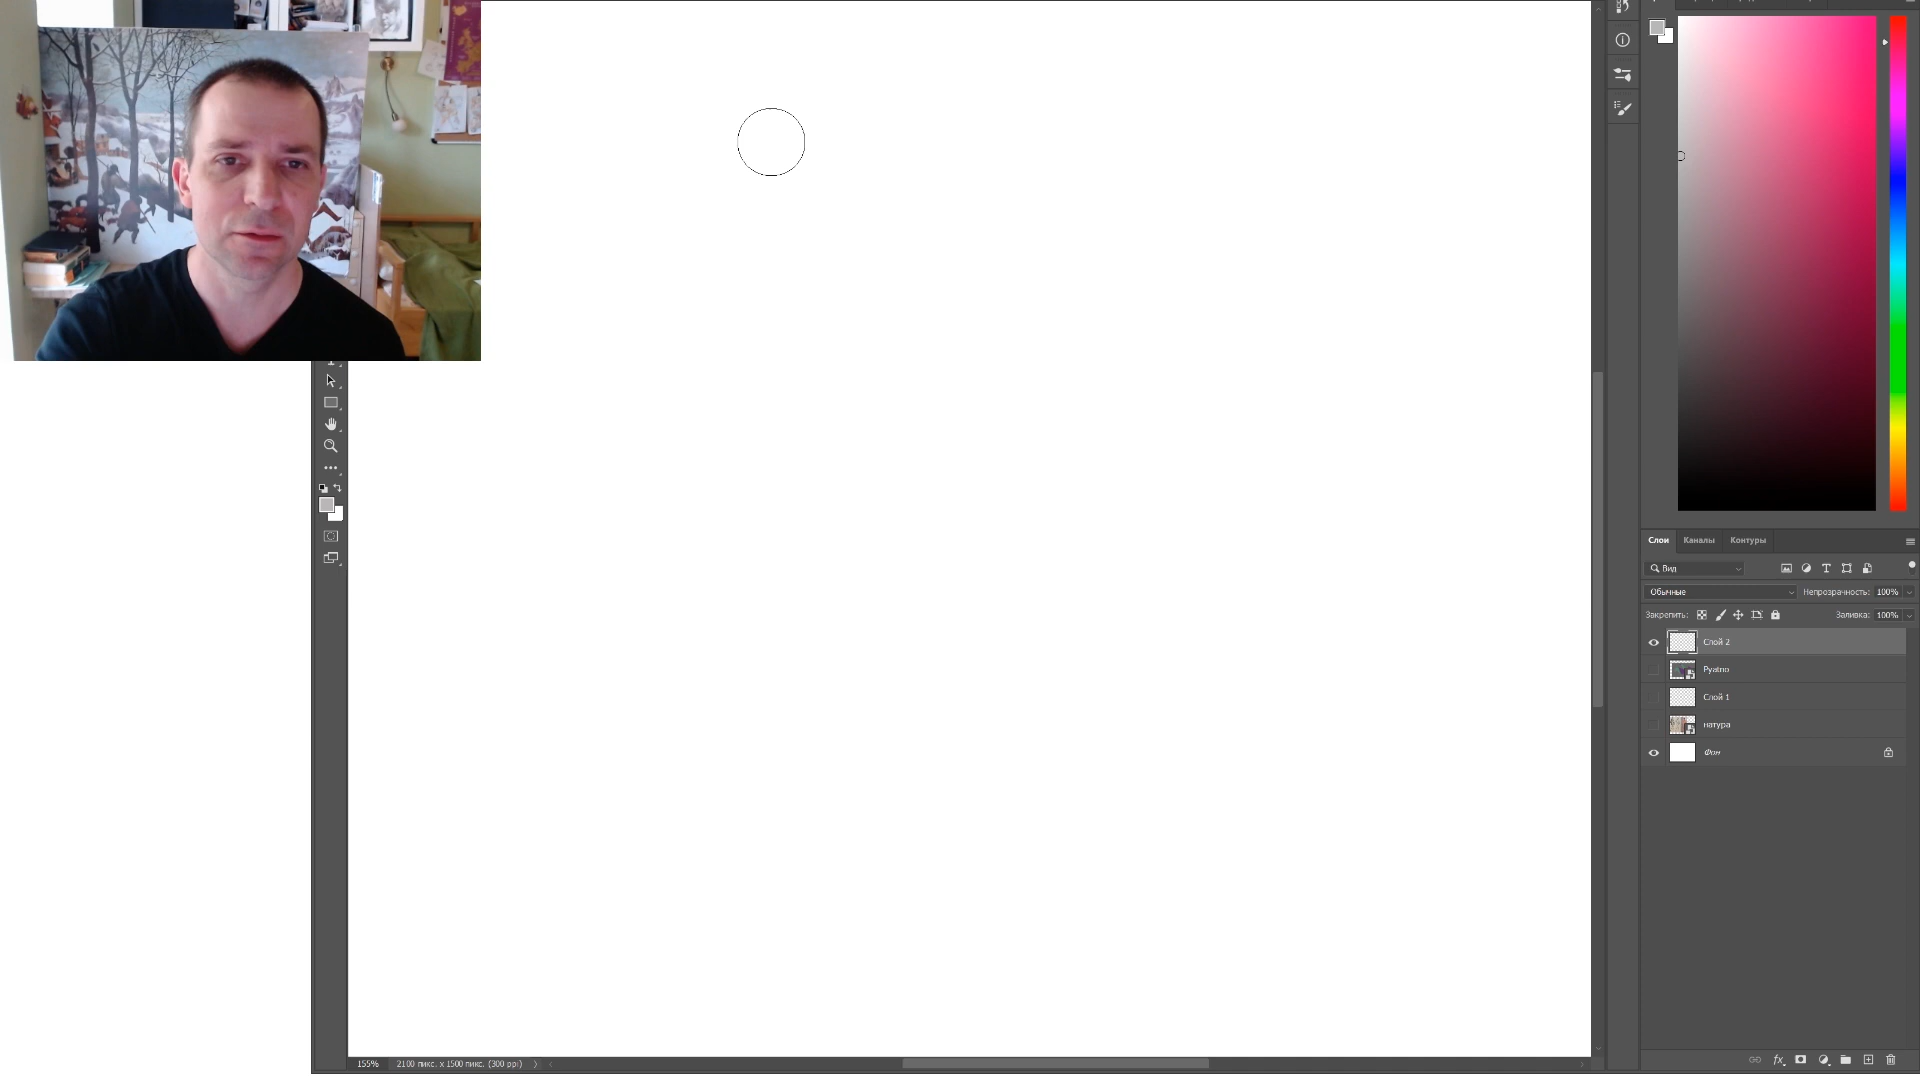 Слои Каналы Контуры
Вид
Обычные Непрозрачность: 100%
Закрепить: Заливка: 100%
Слой 2
Pyatno
Слой 1
натура
Фон
155% 2100 пикс. x 1500 пикс. (300 ppi)